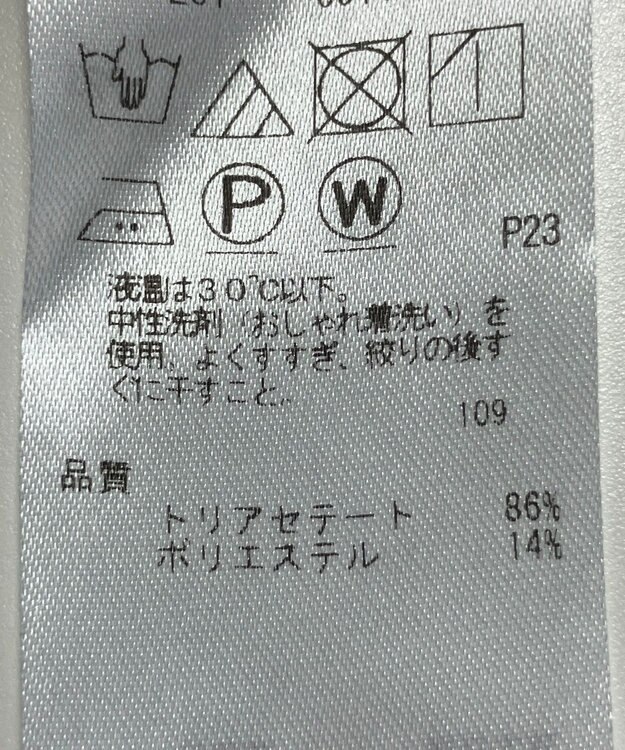 P
W
P23
液温は30℃以下。
中性洗剤（おしゃれ着洗い）を
使用、よくすすぎ、絞りの後す
ぐに干すこと。
109
品質
トリアセテート 86%
ポリエステル 14%